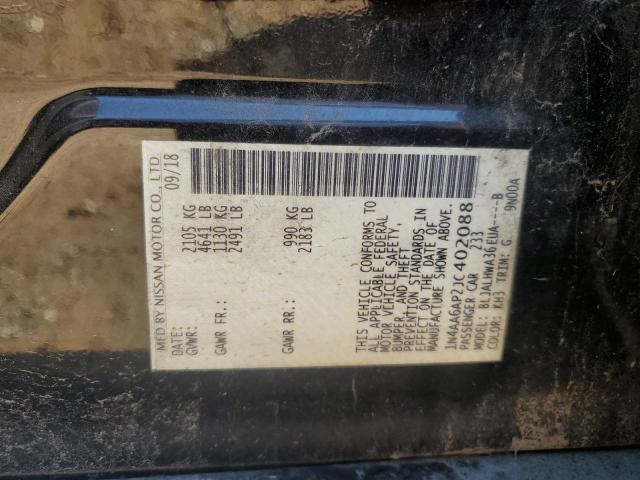 MFD BY NISSAN MOTOR CO., LTD.
09/18
GVWR: 2105 KG
4641 LB
GAWR FR.: 1130 KG
2491 LB
GAWR RR.: 990 KG
2183 LB
THIS VEHICLE CONFORMS TO
ALL APPLICABLE FEDERAL
MOTOR VEHICLE SAFETY,
BUMPER, AND THEFT
PREVENTION STANDARDS IN
EFFECT ON THE DATE OF
MANUFACTURE SHOWN ABOVE.
1N4AA6AP2JC402088
PASSENGER CAR 233
MODEL: BLJALHWA36EUA----B
COLOR: KH3 TRIM: G 9N00A